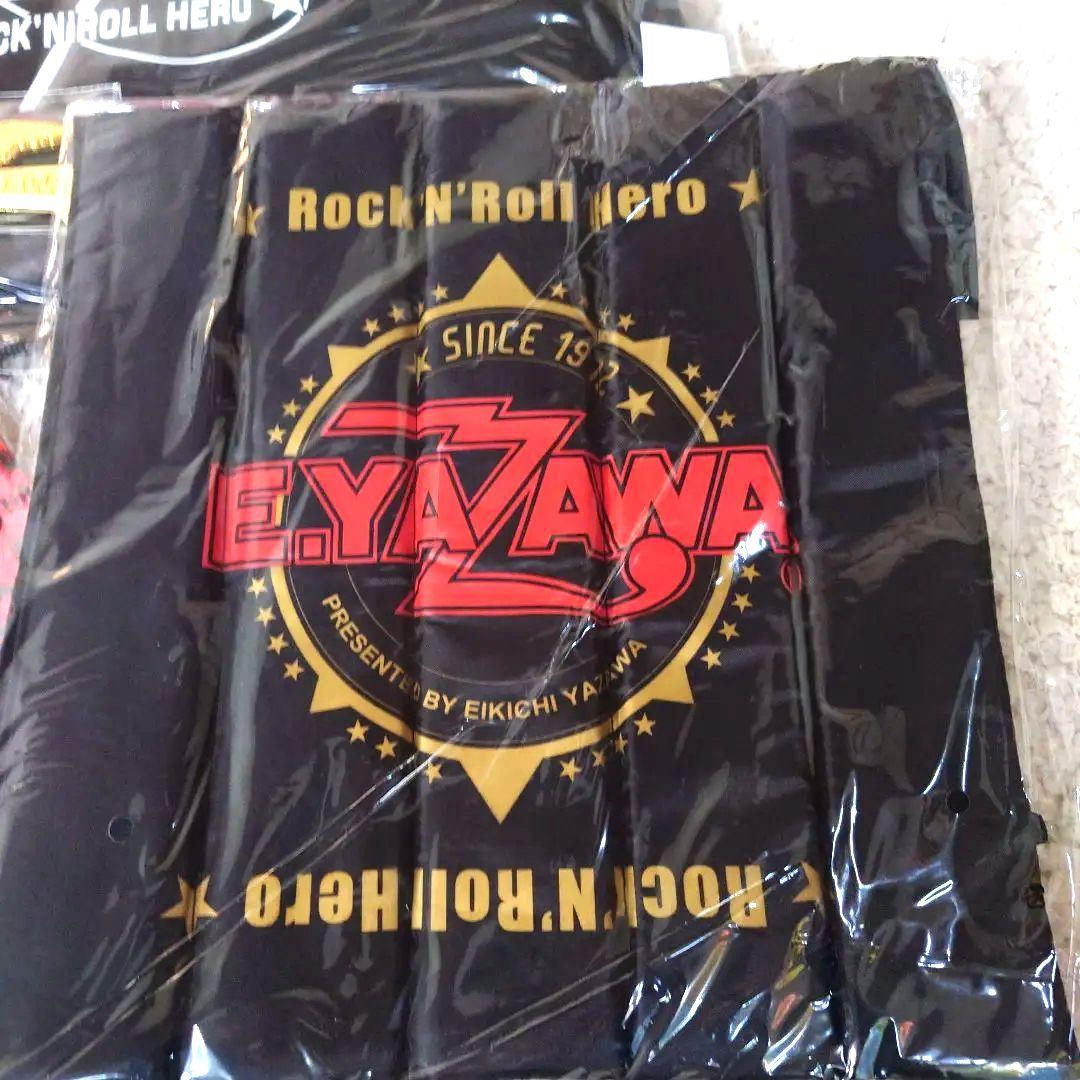 CK'N'ROLL HERO
Rock'N'Roll Hero
SINCE 1972
E.YAZAWA
PRESENTED BY EIKICHI YAZAWA
Rock'N'Roll Hero